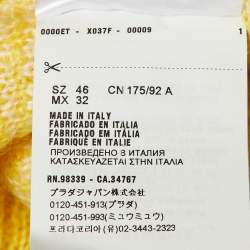 0000ET - X037F - 00009 1
SZ 46 CN 175/92 A
MX 32
MADE IN ITALY
FABRICADO EN ITALIA
FABRICADO EM ITÁLIA
FABRIQUÉ EN ITALIE
ПРОИЗВЕДЕНО В ИТАЛИЯ
ΚΑΤΑΣΚΕΥΑΖΕΤΑΙ ΣΤΗΝ ΙΤΑΛΙΑ
RN.98339 - CA.34767
プラダジャパン株式会社
0120-451-913(プラダ)
0120-451-993(ミュウミュウ)
프라다코리아(유) 02-3443-2323